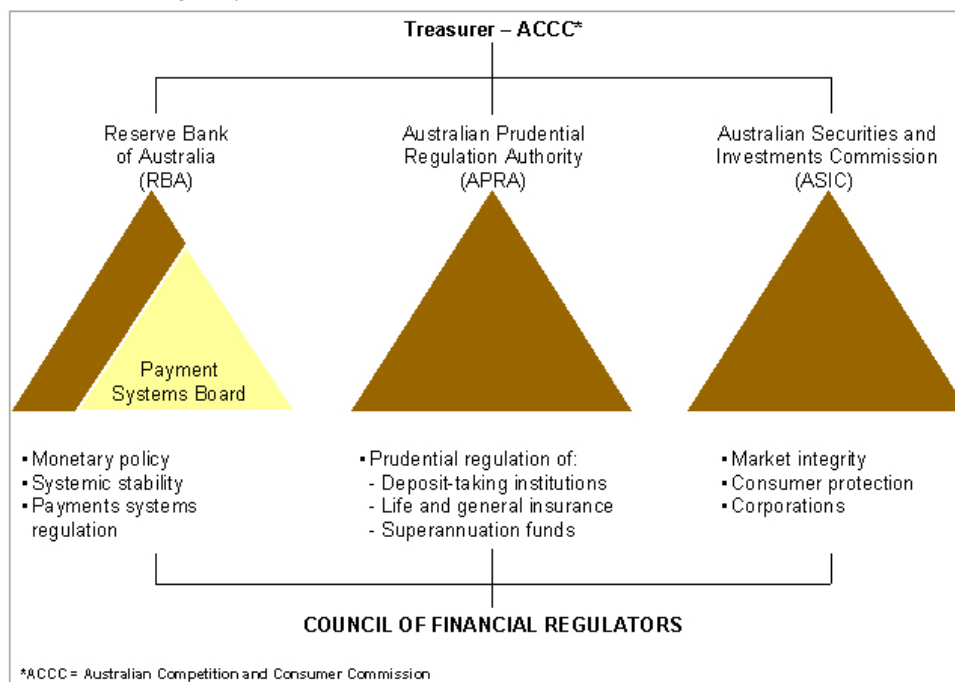 Treasurer – ACCC*
Reserve Bank
of Australia
(RBA)
Australian Prudential
Regulation Authority
(APRA)
Australian Securities and
Investments Commission
(ASIC)
Payment
Systems Board
▪ Monetary policy
▪ Systemic stability
▪ Payments systems
regulation
▪ Prudential regulation of:
- Deposit-taking institutions
- Life and general insurance
- Superannuation funds
▪ Market integrity
▪ Consumer protection
▪ Corporations
COUNCIL OF FINANCIAL REGULATORS
*ACCC = Australian Competition and Consumer Commission